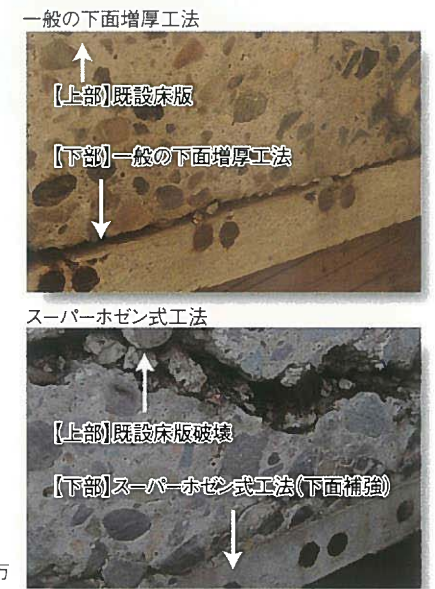 一般の下面増厚工法
【上部】既設床版
【下部】一般の下面増厚工法
スーパーホゼン式工法
【上部】既設床版破壊
【下部】スーパーホゼン式工法(下面補強)
万